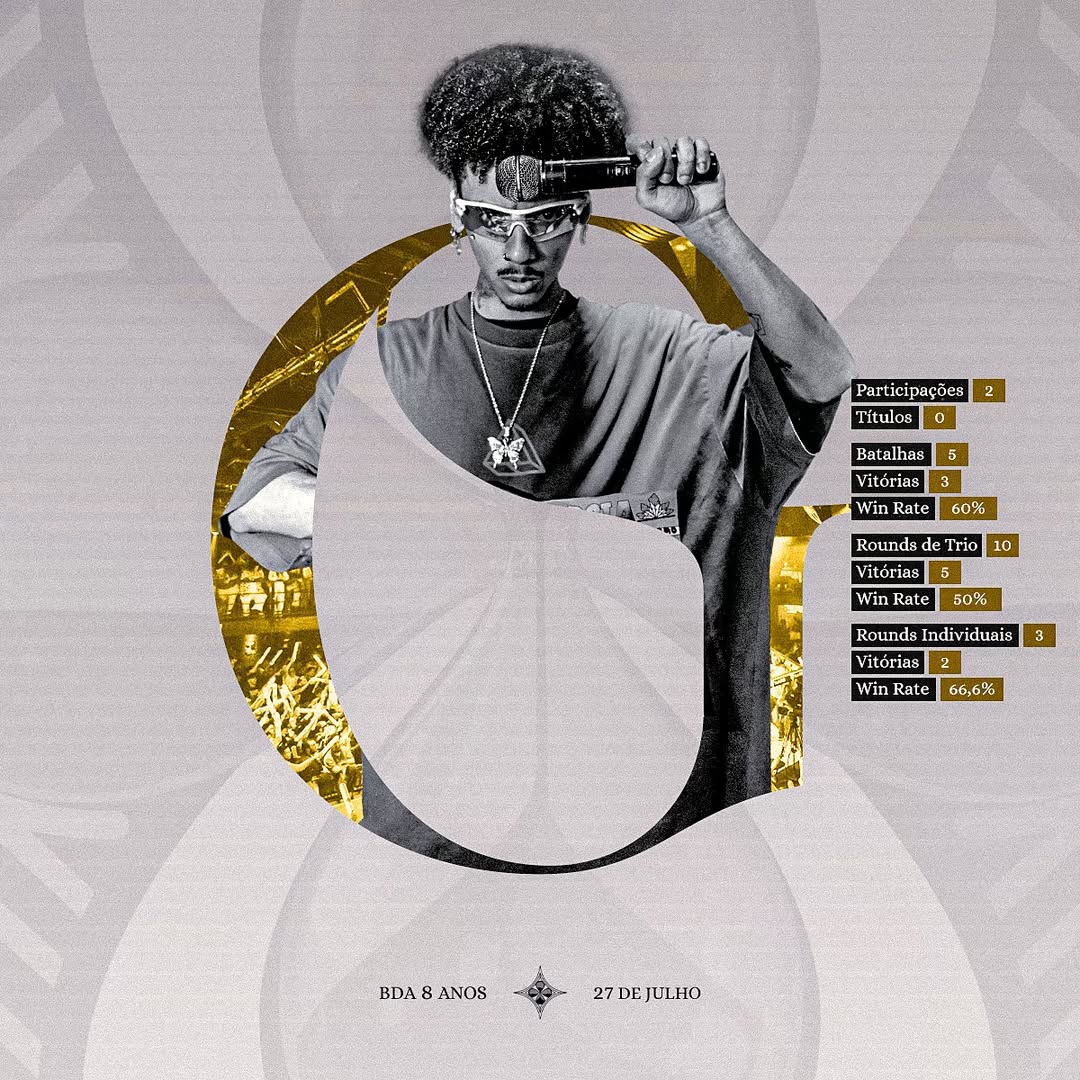 G
Participações 2
Títulos 0
Batalhas 5
Vitórias 3
Win Rate 60%
Rounds de Trio 10
Vitórias 5
Win Rate 50%
Rounds Individuais 3
Vitórias 2
Win Rate 66,6%
BDA 8 ANOS 27 DE JULHO